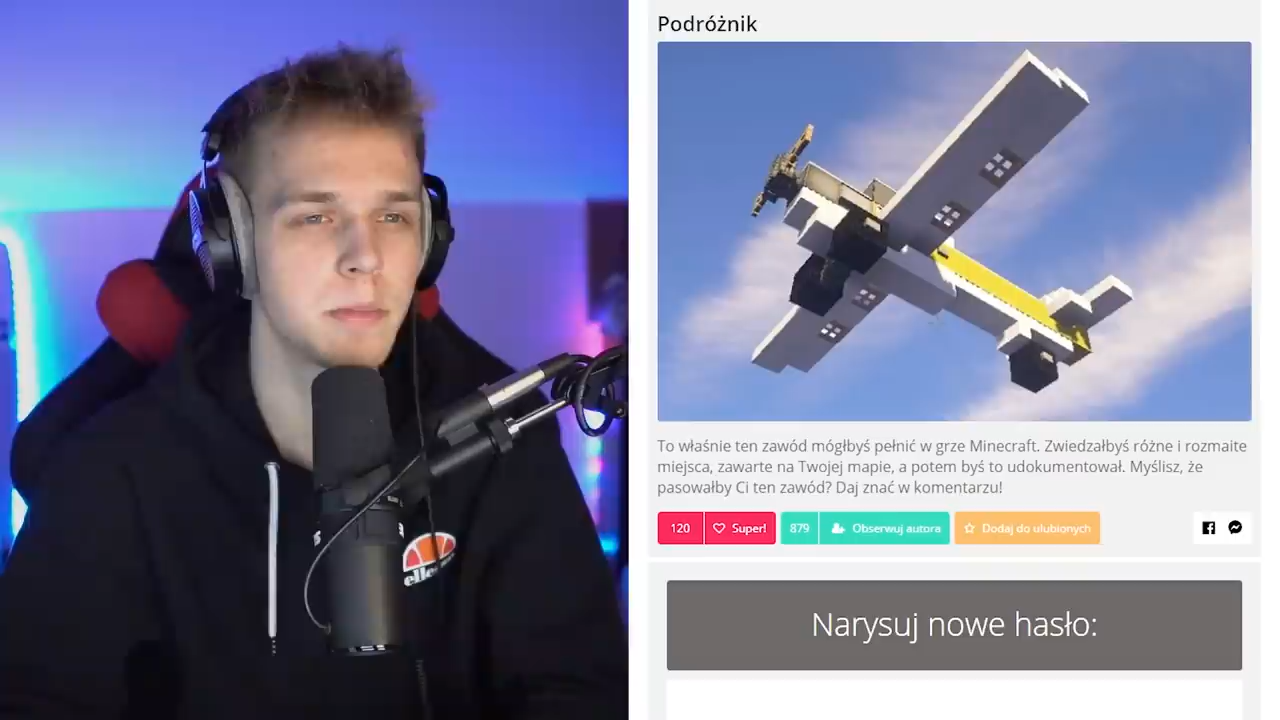 Podróżnik
To właśnie ten zawód mógłbyś pełnić w grze Minecraft. Zwiedzałbyś różne i rozmaite
miejsca, zawarte na Twojej mapie, a potem byś to udokumentował. Myślisz, że
pasowałby Ci ten zawód? Daj znać w komentarzu!
120 Super! 879 Obserwuj autora Dodaj do ulubionych
Narysuj nowe hasło: